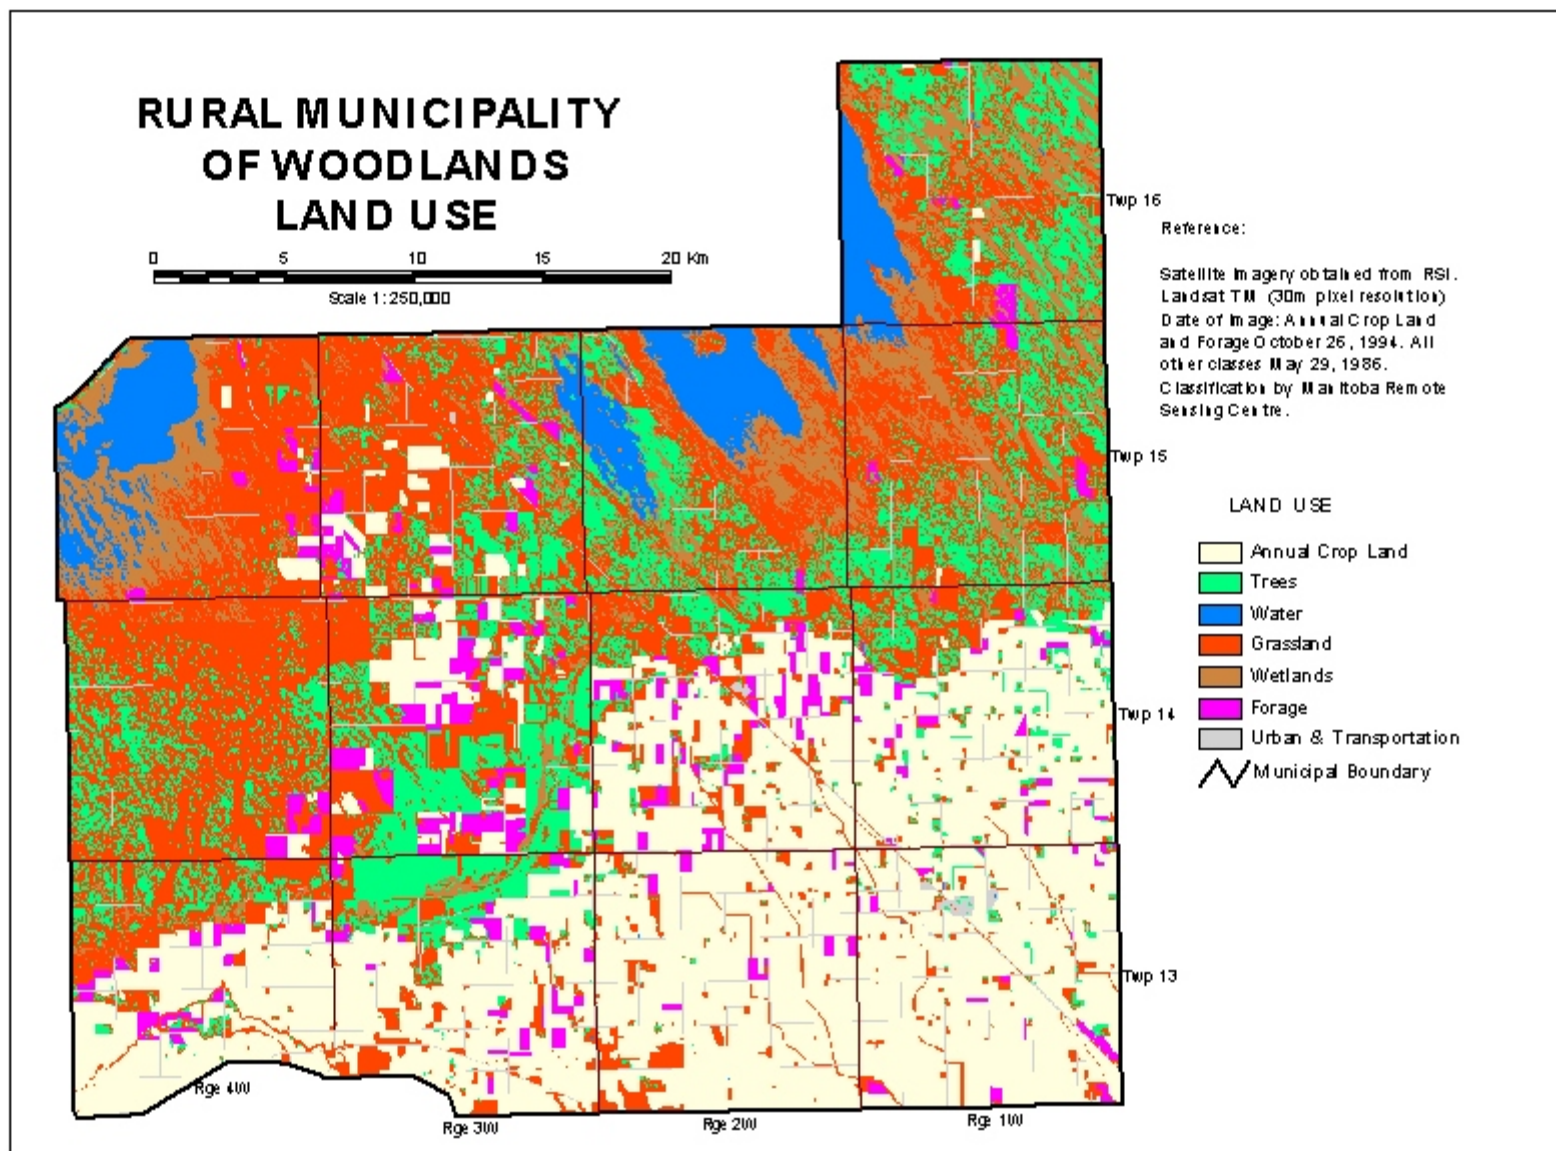 RURAL MUNICIPALITY
OF WOODLANDS
LAND USE
0 5 10 15 20 Km
Scale 1:250,000
Twp 16
Reference:
Satellite Imagery obtained from RSI.
Landsat TM (30m pixel resolution)
Date of Image: Annual Crop Land
and Forage October 26, 1994. All
other classes May 29, 1986.
Classification by Manitoba Remote
Sensing Centre.
Twp 15
LAND USE
Annual Crop Land
Trees
Water
Grassland
Wetlands
Forage
Urban & Transportation
Municipal Boundary
Twp 14
Twp 13
Rge 4W
Rge 3W
Rge 2W
Rge 1W